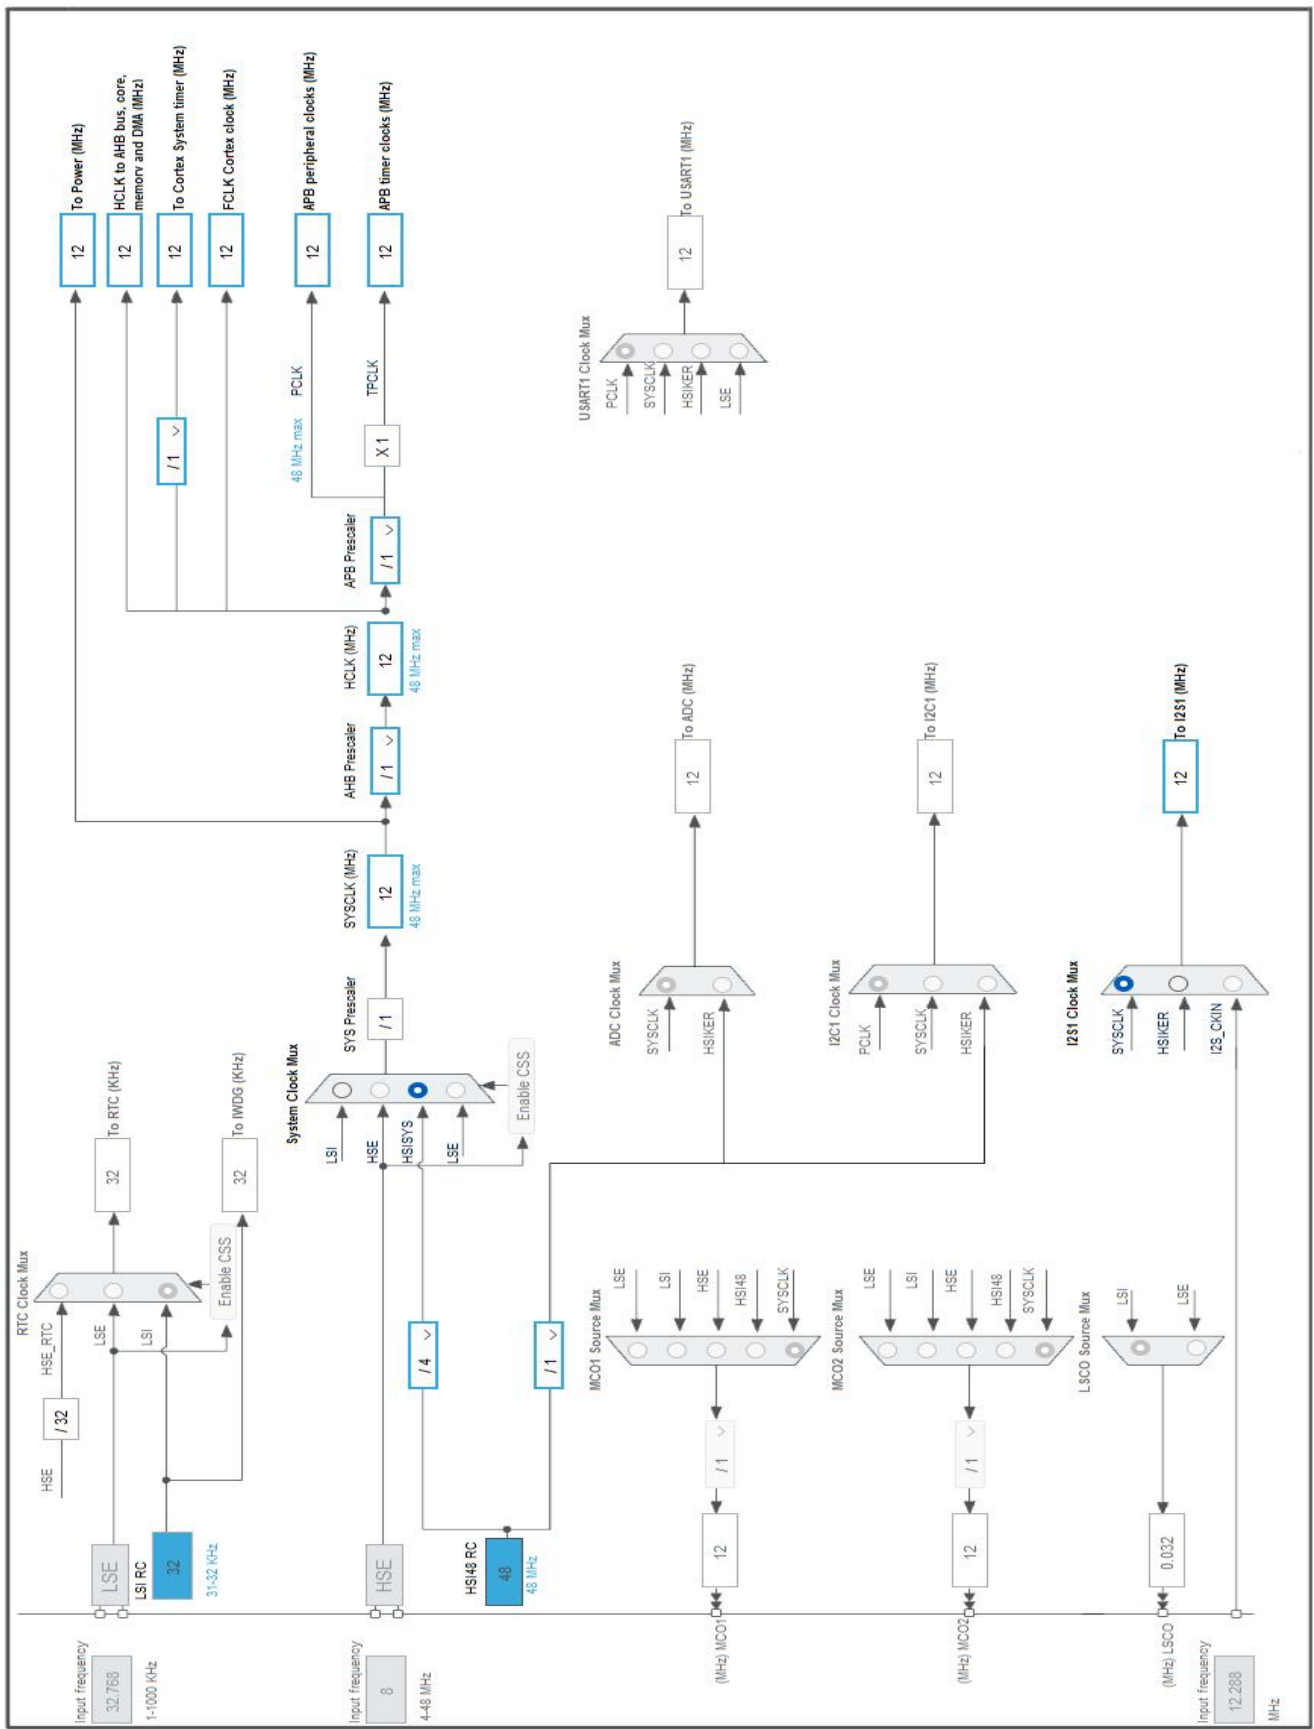 Input frequency
32.768
1-1000 KHz
LSE
LSI RC
32
31-32 KHz
HSE
/ 32
HSE_RTC
LSE
LSI
RTC Clock Mux
Enable CSS
32
To RTC (KHz)
32
To IWDG (KHz)
Input frequency
8
4-48 MHz
HSE
HSI48 RC
48
48 MHz
/ 4
/ 1
System Clock Mux
LSI
HSE
HSISYS
LSE
Enable CSS
SYS Prescaler
/ 1
SYSCLK (MHz)
12
48 MHz max
AHB Prescaler
/ 1
HCLK (MHz)
12
48 MHz max
APB Prescaler
/ 1
/ 1
48 MHz max
PCLK
X 1
TPCLK
12
To Power (MHz)
12
HCLK to AHB bus, core,
memory and DMA (MHz)
12
To Cortex System timer (MHz)
12
FCLK Cortex clock (MHz)
12
APB peripheral clocks (MHz)
12
APB timer clocks (MHz)
USART1 Clock Mux
PCLK
SYSCLK
HSIKER
LSE
12
To USART1 (MHz)
ADC Clock Mux
SYSCLK
HSIKER
12
To ADC (MHz)
I2C1 Clock Mux
PCLK
SYSCLK
HSIKER
12
To I2C1 (MHz)
I2S1 Clock Mux
SYSCLK
HSIKER
I2S_CKIN
12
To I2S1 (MHz)
MCO1 Source Mux
LSE
LSI
HSE
HSI48
SYSCLK
/ 1
12
(MHz) MCO1
MCO2 Source Mux
LSE
LSI
HSE
HSI48
SYSCLK
/ 1
12
(MHz) MCO2
LSCO Source Mux
LSI
LSE
0.032
(MHz) LSCO
Input frequency
12.288
MHz